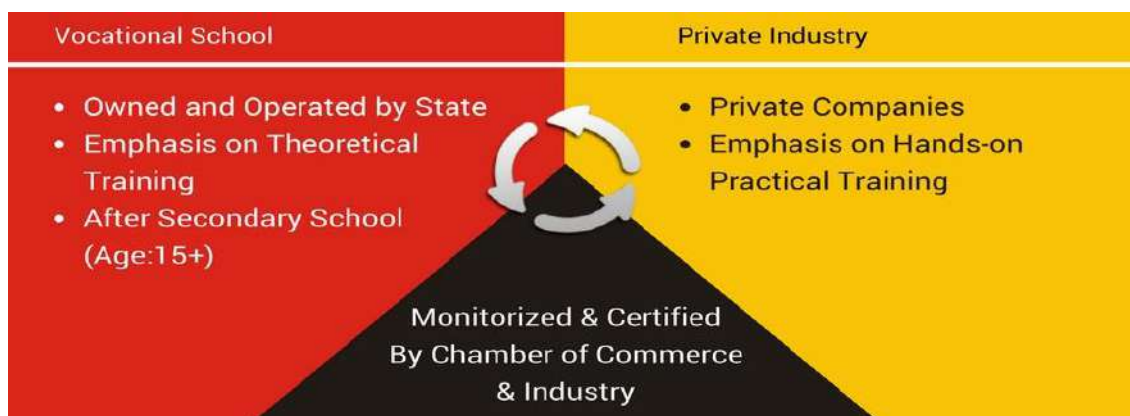 Vocational School
• Owned and Operated by State
• Emphasis on Theoretical
Training
• After Secondary School
(Age:15+)
Private Industry
• Private Companies
• Emphasis on Hands-on
Practical Training
Monitorized & Certified
By Chamber of Commerce
& Industry